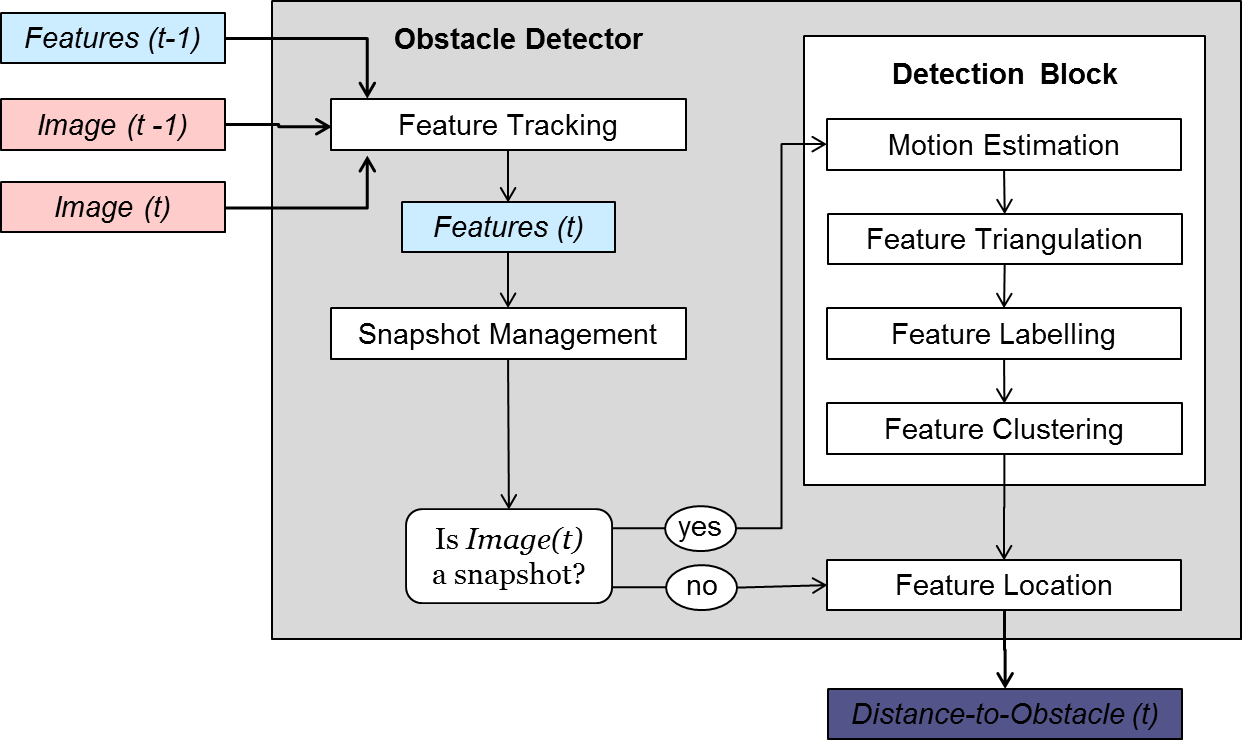 Features (t-1)
Image (t -1)
Image (t)
Obstacle Detector
Feature Tracking
Features (t)
Snapshot Management
Is Image(t)
a snapshot?
yes
no
Detection Block
Motion Estimation
Feature Triangulation
Feature Labelling
Feature Clustering
Feature Location
Distance-to-Obstacle (t)